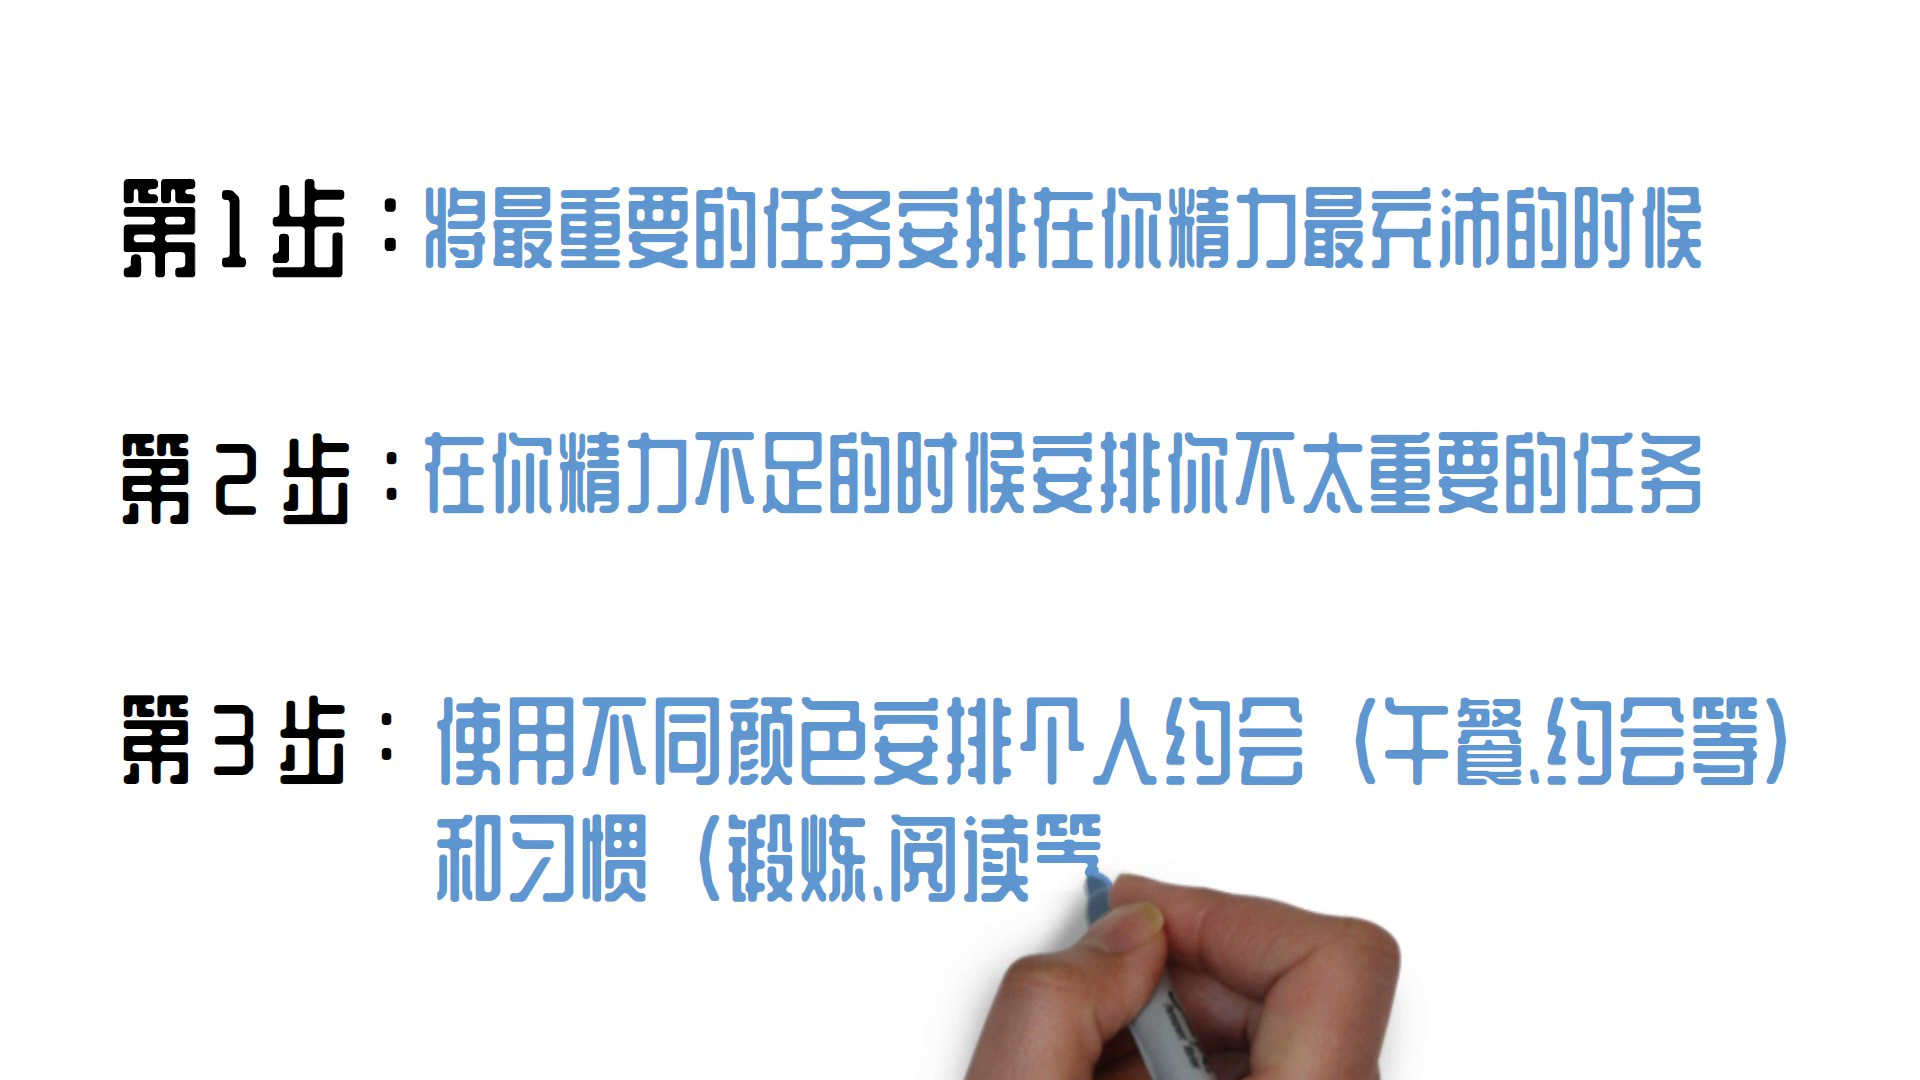 第1步：将最重要的任务安排在你精力最充沛的时候
第2步：在你精力不足的时候安排你不太重要的任务
第3步：使用不同颜色安排个人约会（午餐、约会等）
和习惯（锻炼、阅读